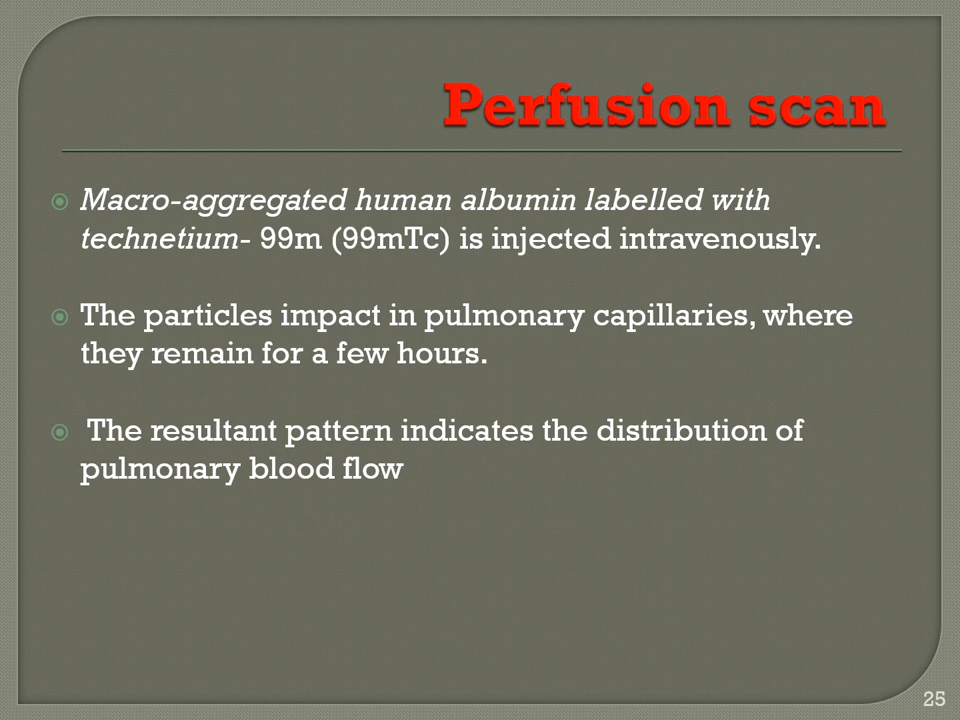 Perfusion scan
Macro-aggregated human albumin labelled with
technetium- 99m (99mTc) is injected intravenously.
The particles impact in pulmonary capillaries, where
they remain for a few hours.
The resultant pattern indicates the distribution of
pulmonary blood flow
25